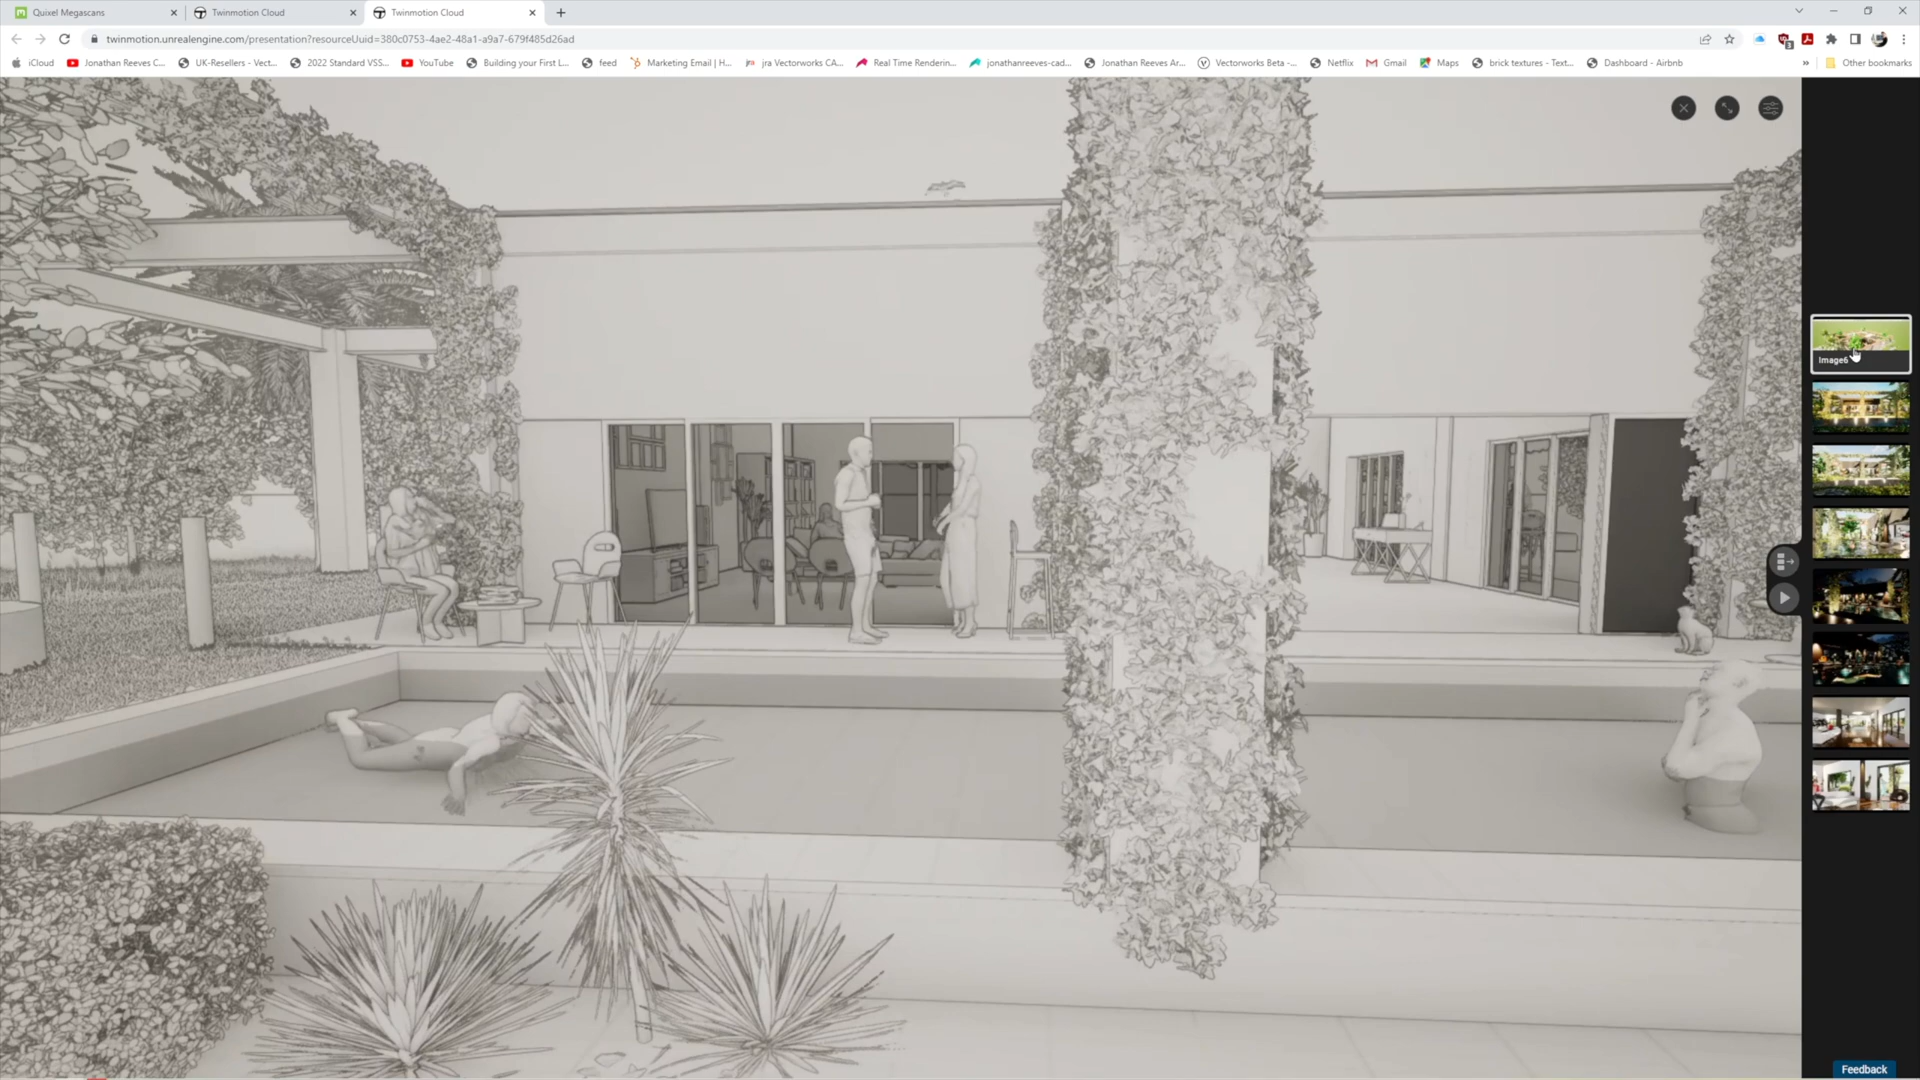 Quixel Megascans
Twinmotion Cloud
Twinmotion Cloud
twinmotion.unrealengine.com/presentation?resourceUuid=380c0753-4ae2-48a1-a9a7-679f485d26ad
iCloud
Jonathan Reeves C...
UK-Resellers - Vect...
2022 Standard VSS...
YouTube
Building your First L...
feed
Marketing Email | H...
jra Vectorworks CA...
Real Time Renderin...
jonathanreeves-cad...
Jonathan Reeves Ar...
Vectorworks Beta -...
Netflix
Gmail
Maps
brick textures - Text...
Dashboard - Airbnb
Other bookmarks
Image6
Feedback